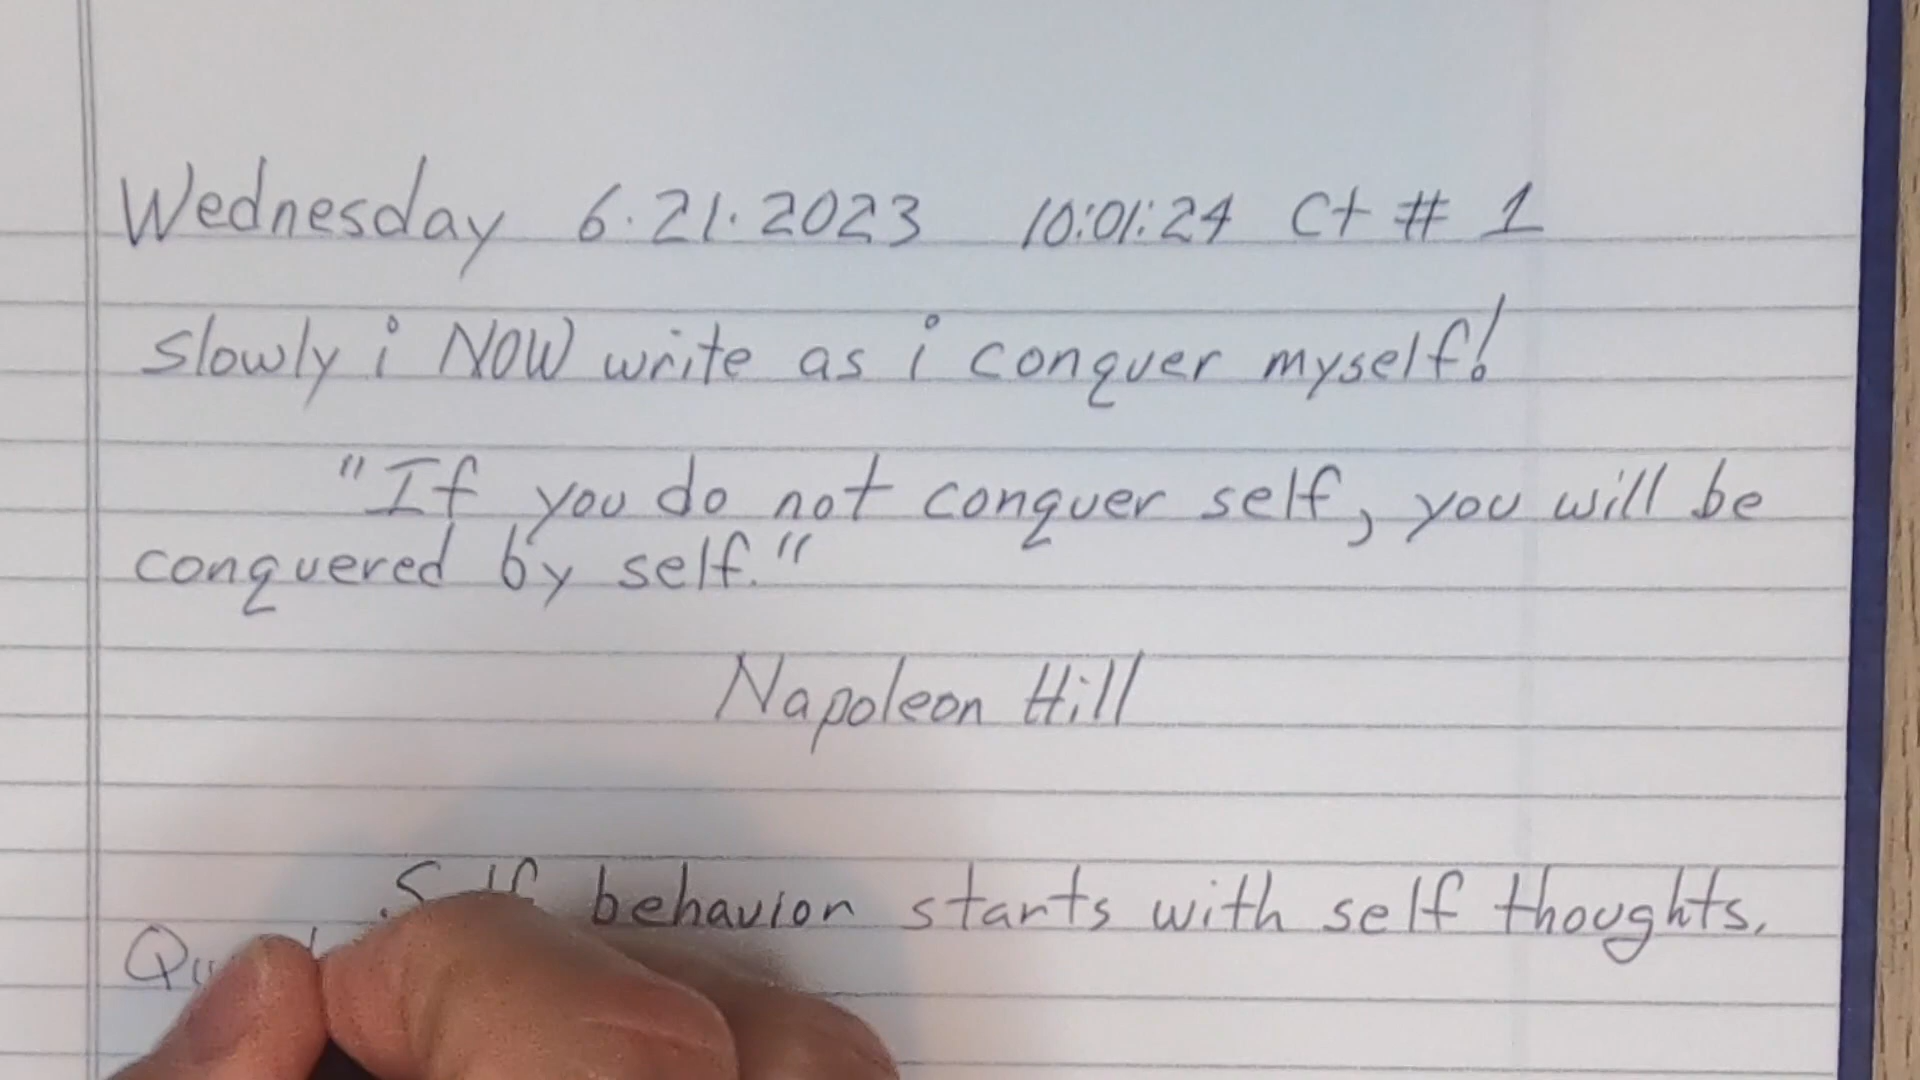 Wednesday 6.21.2023 10:01:24 Ct # 1
slowly i NOW write as i conquer myself!
"If you do not conquer self, you will be
conquered by self."
Napoleon Hill
behavior starts with self thoughts.